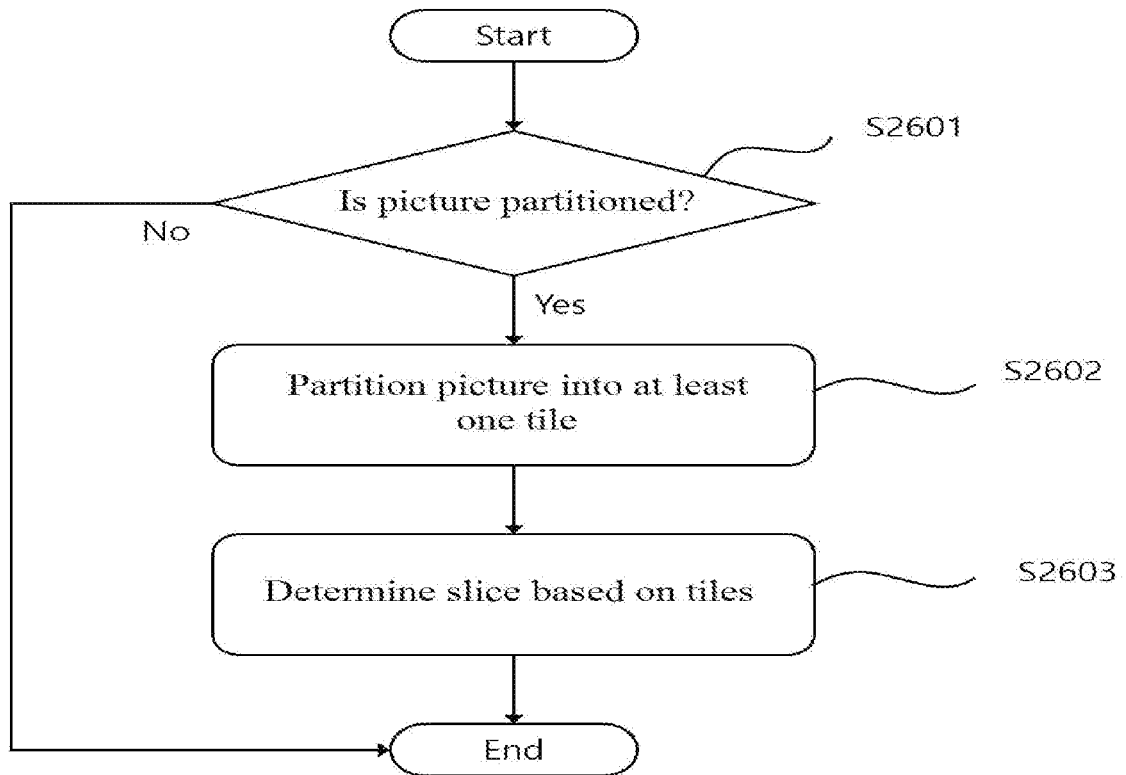 Start
S2601
Is picture partitioned?
No
Yes
Partition picture into at least
one tile
S2602
Determine slice based on tiles
S2603
End